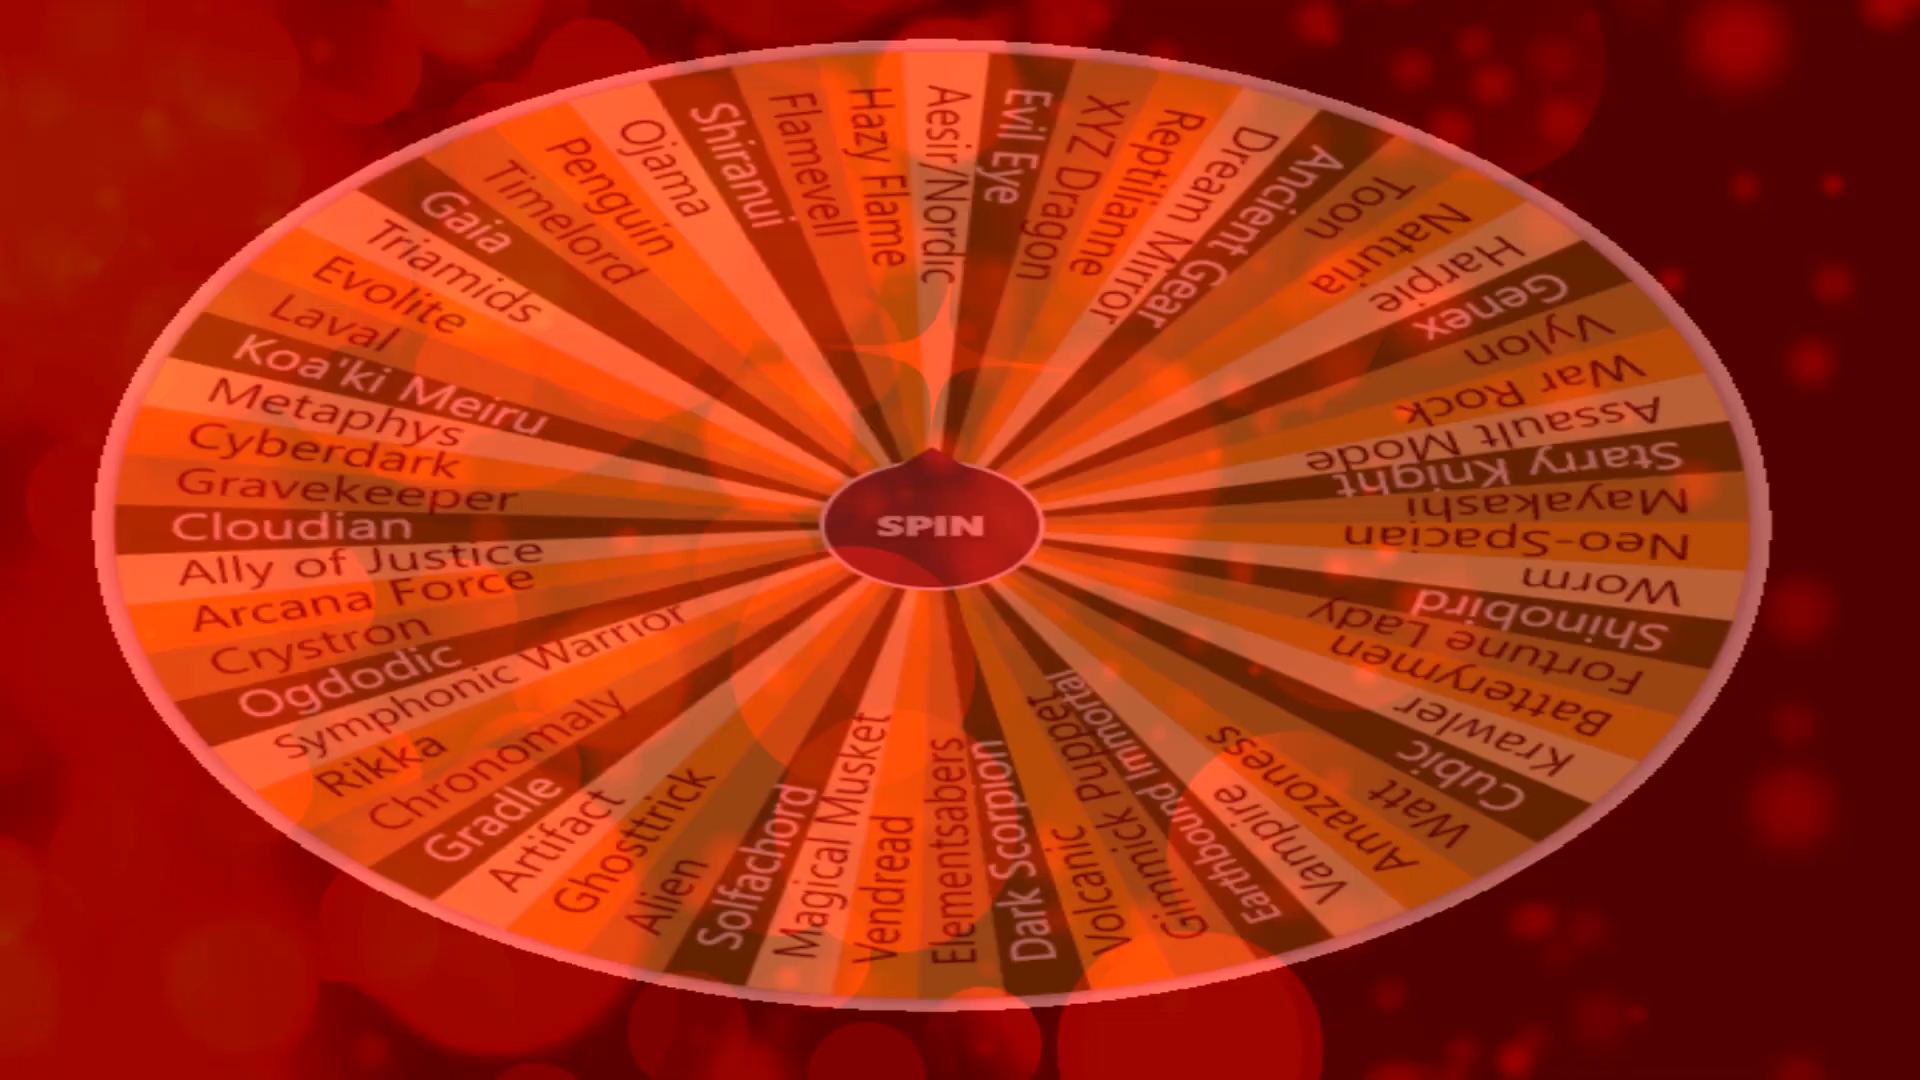 Aesir/Nordic
Evil Eye
XYZ Dragon
Reptilianne
Dream Mirror
Ancient Gear
Toon
Naturia
Harpie
Genex
Vylon
War Rock
Assault Mode
Starry Knight
Mayakashi
Neo-Spacian
Worm
Shinobird
Fortune Lady
Batterymen
Krawler
Cubic
Watt
Amazoness
Vampire
Earthbound Immortal
Gimmick Puppet
Volcanic
Dark Scorpion
Elementsabers
Vendread
Magical Musket
Solfachord
Alien
Ghosttrick
Artifact
Gradle
Chronomaly
Rikka
Symphonic Warrior
Ogdodic
Crystron
Arcana Force
Ally of Justice
Cloudian
Gravekeeper
Cyberdark
Metaphys
Koa'ki Meiru
Laval
Evolite
Triamids
Gaia
Timelord
Penguin
Ojama
Shiranui
Flamevell
Hazy Flame
SPIN